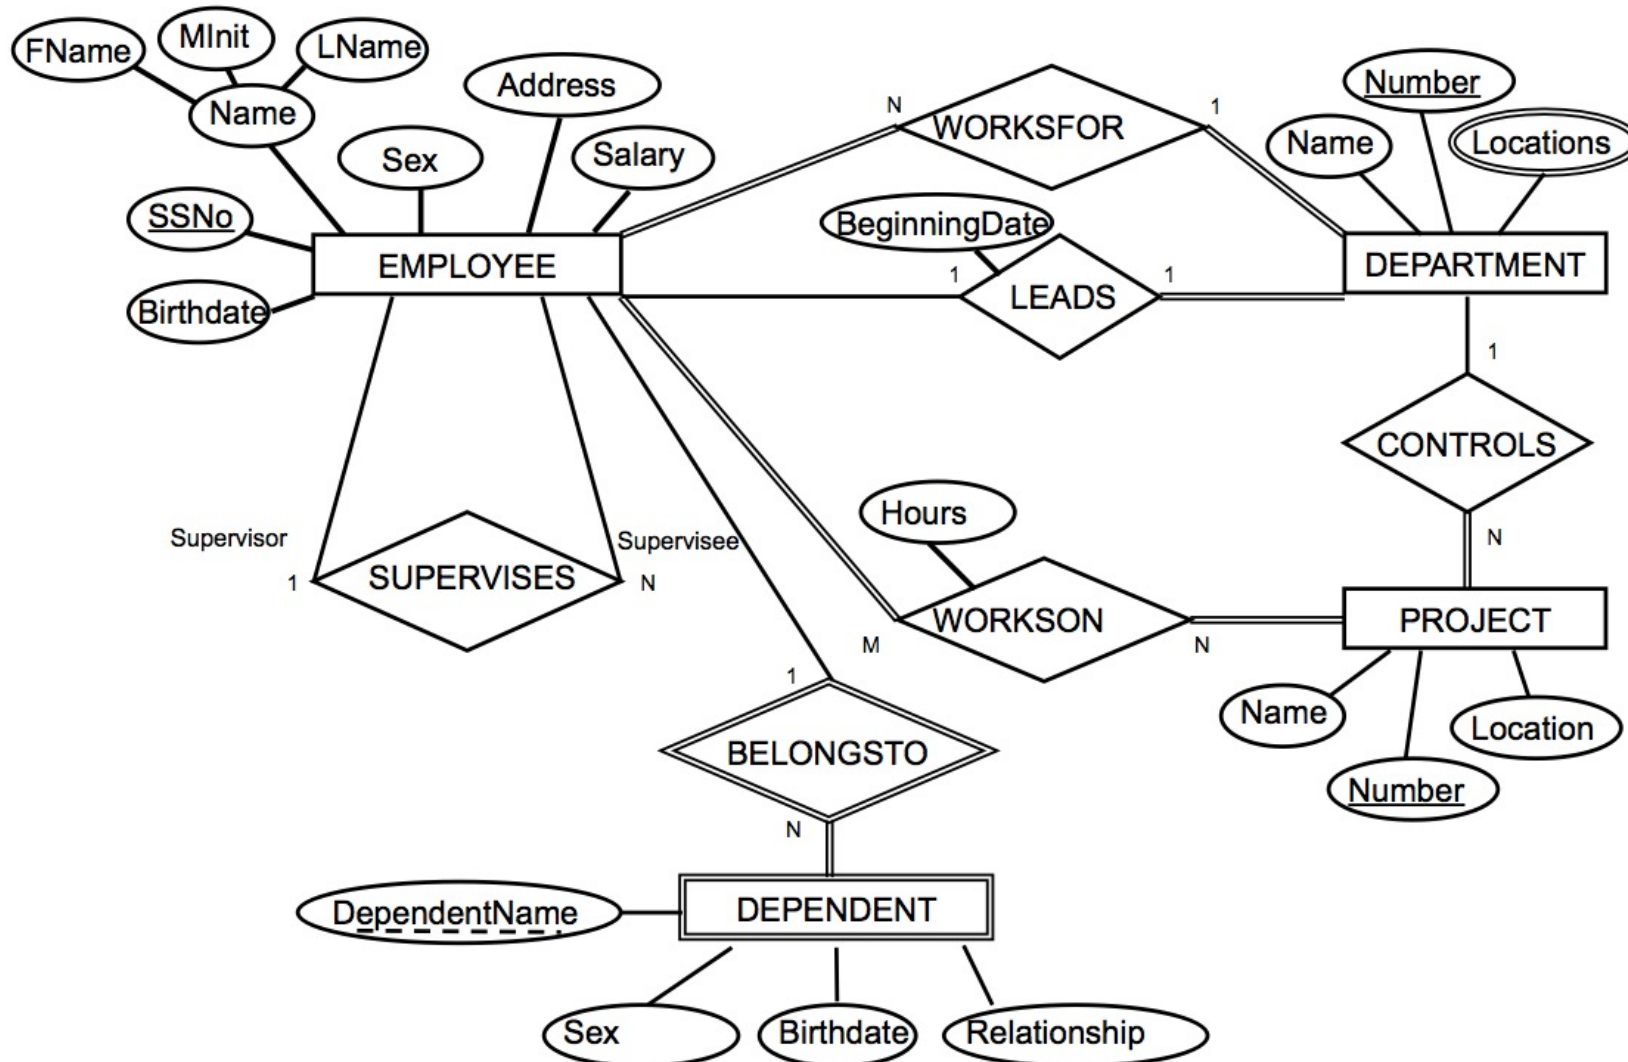 FName
MInit
LName
Name
Address
Sex
Salary
SSNo
Birthdate
EMPLOYEE
N
WORKSFOR
1
Number
Name
Locations
BeginningDate
1
LEADS
1
DEPARTMENT
1
CONTROLS
N
Supervisor
1
SUPERVISES
Supervisee
N
Hours
M
WORKSON
N
PROJECT
Name
Number
Location
1
BELONGSTO
N
DependentName
DEPENDENT
Sex
Birthdate
Relationship